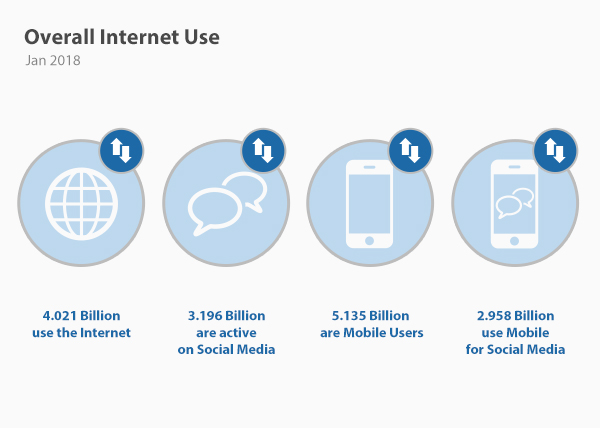 Overall Internet Use
Jan 2018
4.021 Billion
use the Internet
3.196 Billion
are active
on Social Media
5.135 Billion
are Mobile Users
2.958 Billion
use Mobile
for Social Media